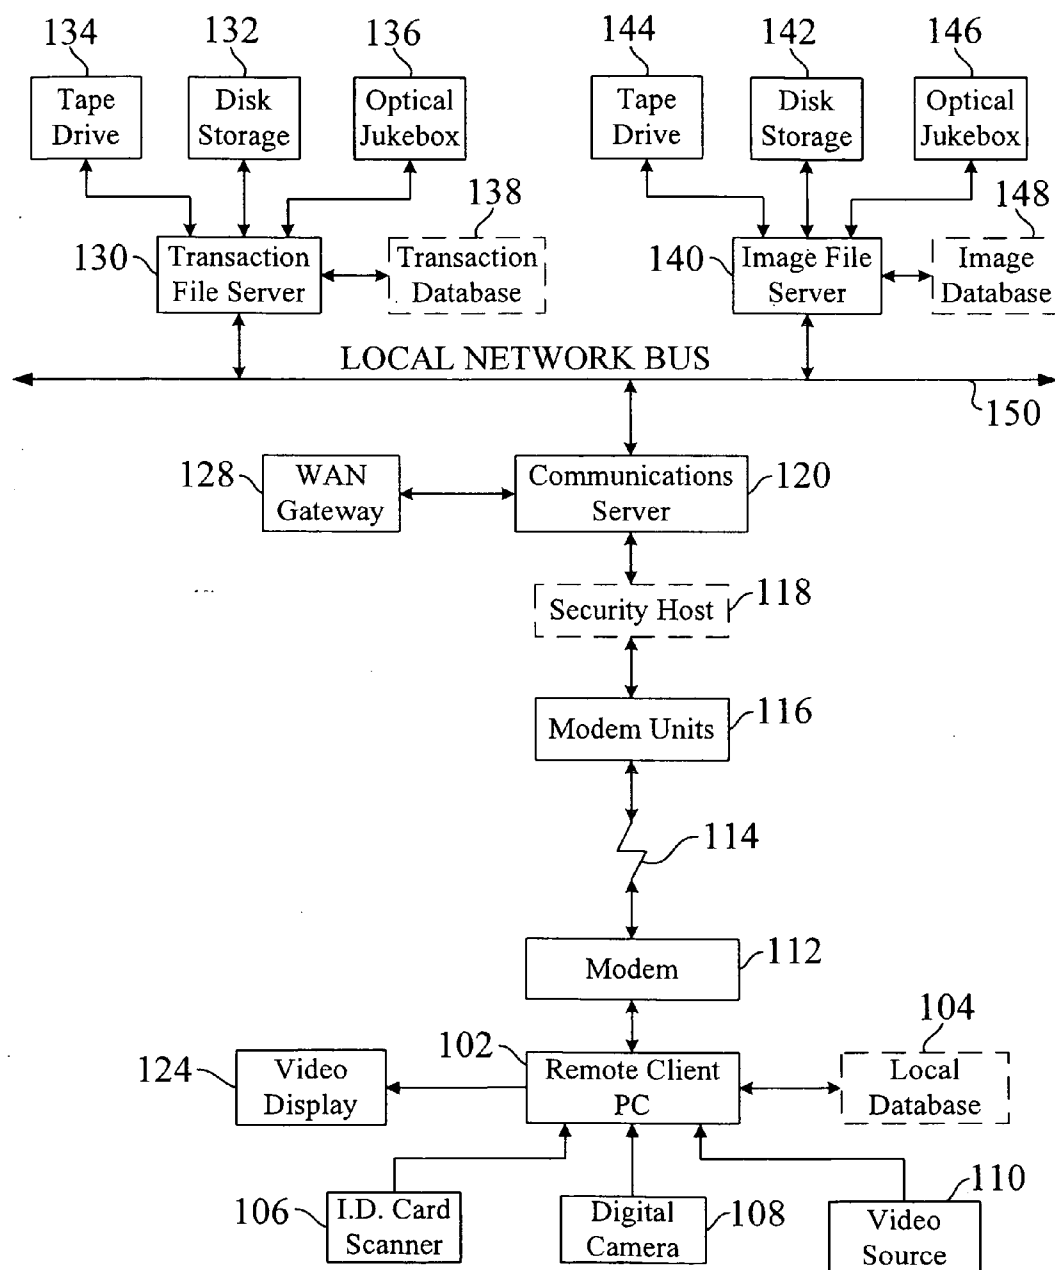 134
132
136
144
142
146
Tape
Drive
Disk
Storage
Optical
Jukebox
Tape
Drive
Disk
Storage
Optical
Jukebox
138
148
130
Transaction
File Server
Transaction
Database
140
Image File
Server
Image
Database
LOCAL NETWORK BUS
150
128
WAN
Gateway
Communications
Server
120
Security Host
118
Modem Units
116
114
Modem
112
104
102
124
Video
Display
Remote Client
PC
Local
Database
106
I.D. Card
Scanner
Digital
Camera
108
110
Video
Source